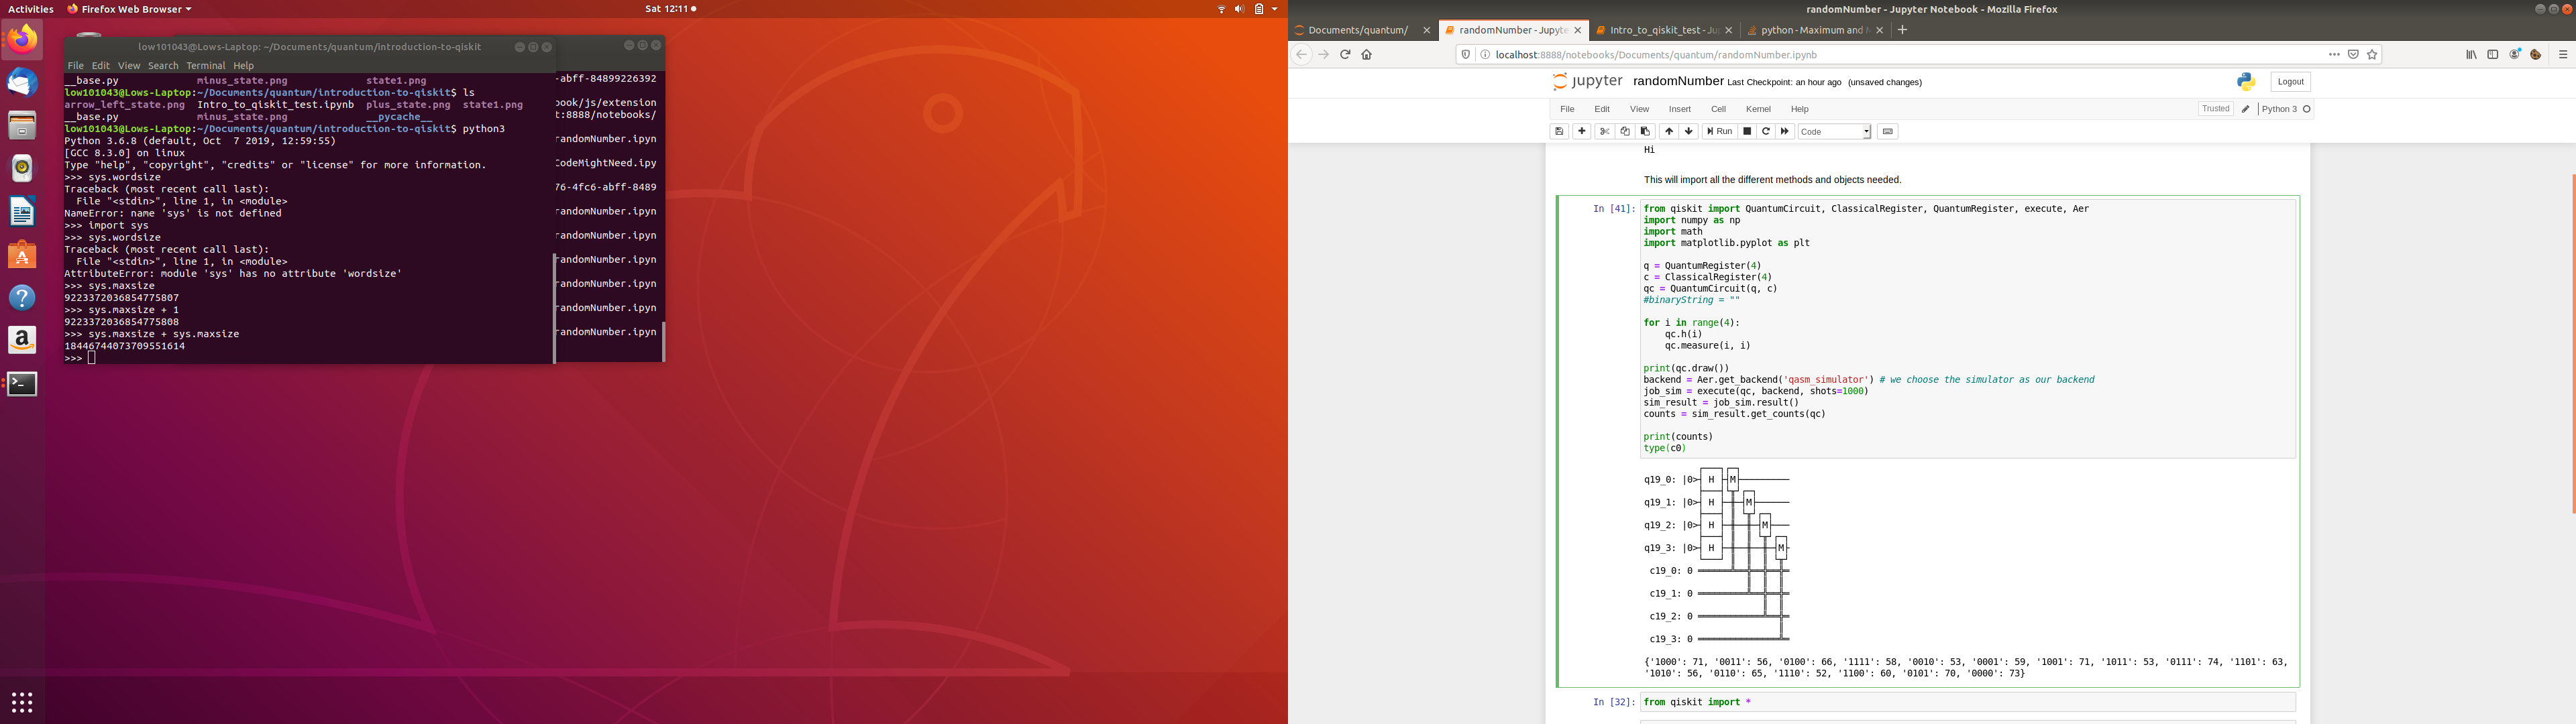 Activities
Firefox Web Browser
Sat 12:11
low101043@Lows-Laptop: ~/Documents/quantum/introduction-to-qiskit
File Edit View Search Terminal Help
__base.py minus_state.png state1.png
low101043@Lows-Laptop:~/Documents/quantum/introduction-to-qiskit$ ls
arrow_left_state.png Intro_to_qiskit_test.ipynb plus_state.png state1.png
__base.py minus_state.png __pycache__
low101043@Lows-Laptop:~/Documents/quantum/introduction-to-qiskit$ python3
Python 3.6.8 (default, Oct  7 2019, 12:59:55)
[GCC 8.3.0] on linux
Type "help", "copyright", "credits" or "license" for more information.
>>> sys.wordsize
Traceback (most recent call last):
  File "<stdin>", line 1, in <module>
NameError: name 'sys' is not defined
>>> import sys
>>> sys.wordsize
Traceback (most recent call last):
  File "<stdin>", line 1, in <module>
AttributeError: module 'sys' has no attribute 'wordsize'
>>> sys.maxsize
9223372036854775807
>>> sys.maxsize + 1
9223372036854775808
>>> sys.maxsize + sys.maxsize
18446744073709551614
>>>
-abff-84899226392
book/js/extension
t:8888/notebooks/
randomNumber.ipyn
CodeMightNeed.ipy
76-4fc6-abff-8489
randomNumber.ipyn
randomNumber.ipyn
randomNumber.ipyn
randomNumber.ipyn
randomNumber.ipyn
randomNumber.ipyn
randomNumber - Jupyter Notebook - Mozilla Firefox
Documents/quantum/
randomNumber - Jupyte
Intro_to_qiskit_test - Ju
python - Maximum and M
localhost:8888/notebooks/Documents/quantum/randomNumber.ipynb
jupyter randomNumber Last Checkpoint: an hour ago (unsaved changes)
Logout
File Edit View Insert Cell Kernel Help
Trusted
Python 3
Run
Code
Hi
This will import all the different methods and objects needed.
In [41]:
from qiskit import QuantumCircuit, ClassicalRegister, QuantumRegister, execute, Aer
import numpy as np
import math
import matplotlib.pyplot as plt
q = QuantumRegister(4)
c = ClassicalRegister(4)
qc = QuantumCircuit(q, c)
#binaryString = ""
for i in range(4):
    qc.h(i)
    qc.measure(i, i)
print(qc.draw())
backend = Aer.get_backend('qasm_simulator') # we choose the simulator as our backend
job_sim = execute(qc, backend, shots=1000)
sim_result = job_sim.result()
counts = sim_result.get_counts(qc)
print(counts)
type(c0)
q19_0: |0> H M
q19_1: |0> H M
q19_2: |0> H M
q19_3: |0> H M
c19_0: 0
c19_1: 0
c19_2: 0
c19_3: 0
{'1000': 71, '0011': 56, '0100': 66, '1111': 58, '0010': 53, '0001': 59, '1001': 71, '1011': 53, '0111': 74, '1101': 63,
'1010': 56, '0110': 65, '1110': 52, '1100': 60, '0101': 70, '0000': 73}
In [32]:
from qiskit import *